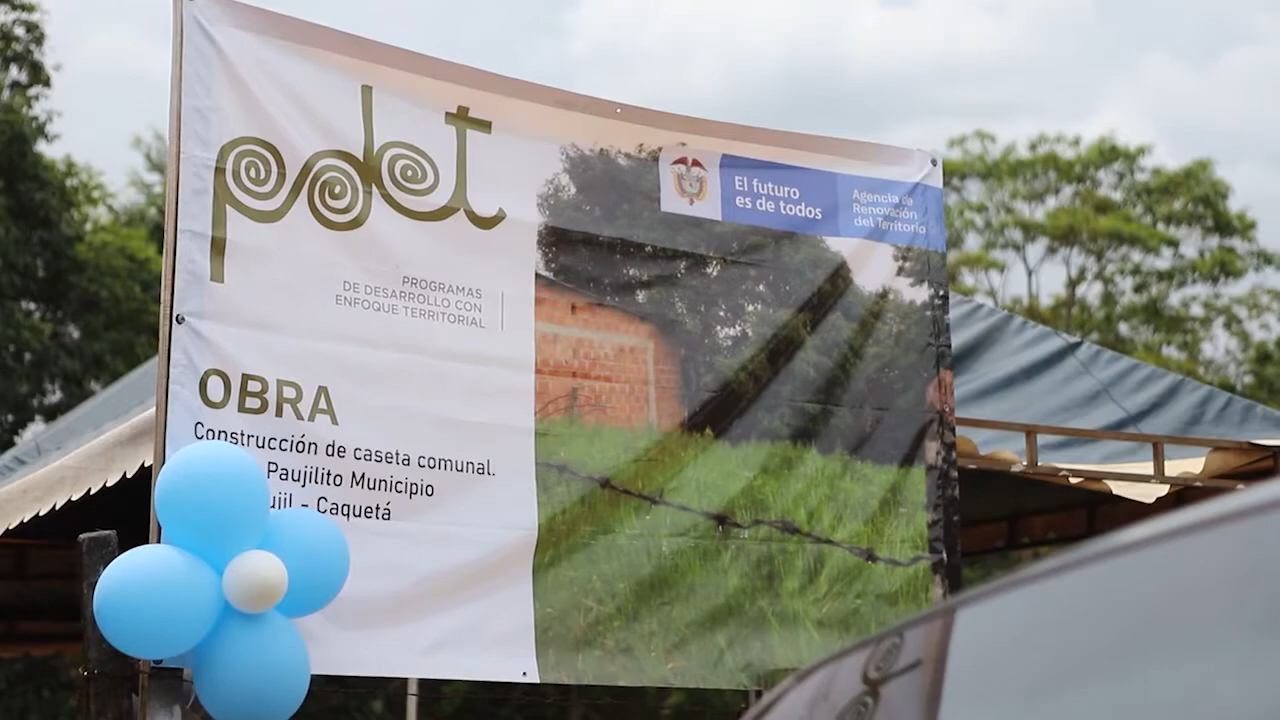 pdet
PROGRAMAS
DE DESARROLLO CON
ENFOQUE TERRITORIAL
El futuro
es de todos
Agencia de
Renovación
del Territorio
OBRA
Construcción de caseta comunal.
Paujilito Municipio
- Caquetá